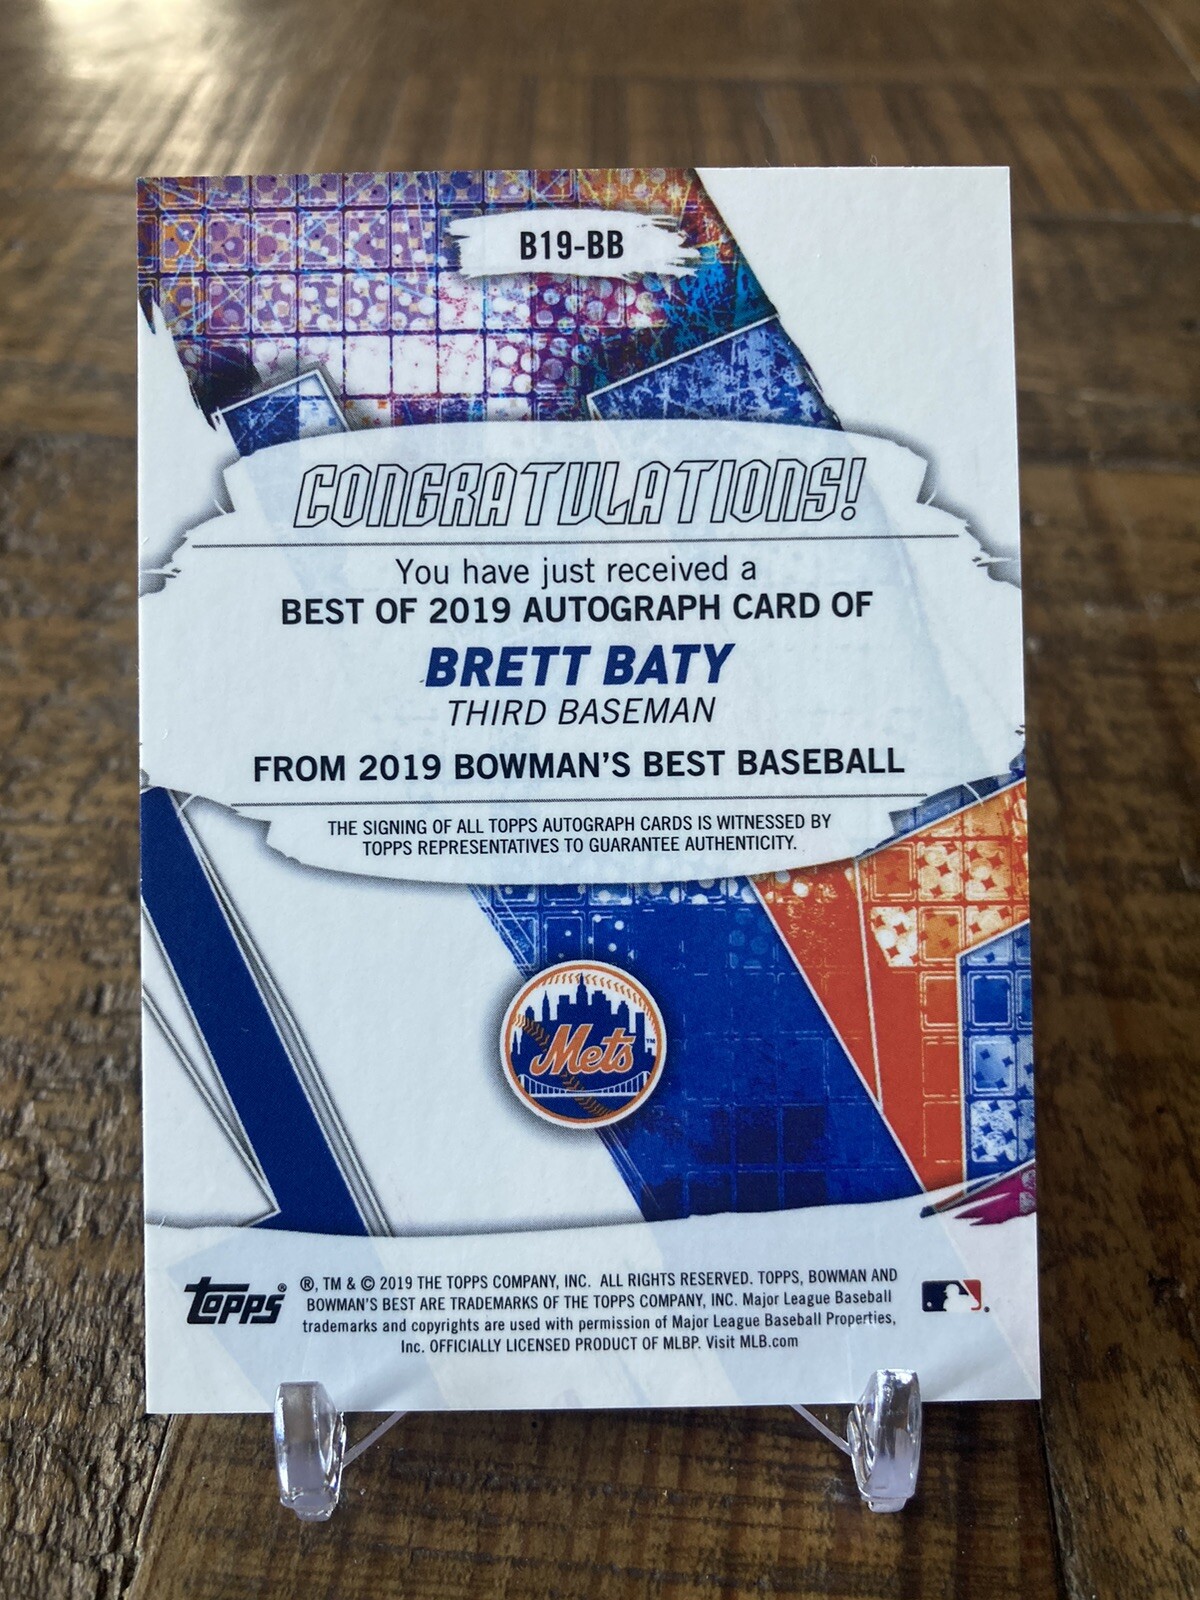 B19-BB
CONGRATULATIONS!
You have just received a
BEST OF 2019 AUTOGRAPH CARD OF
BRETT BATY
THIRD BASEMAN
FROM 2019 BOWMAN'S BEST BASEBALL
THE SIGNING OF ALL TOPPS AUTOGRAPH CARDS IS WITNESSED BY
TOPPS REPRESENTATIVES TO GUARANTEE AUTHENTICITY.
Mets™
Topps®
®, TM & © 2019 THE TOPPS COMPANY, INC. ALL RIGHTS RESERVED. TOPPS, BOWMAN AND
BOWMAN'S BEST ARE TRADEMARKS OF THE TOPPS COMPANY, INC. Major League Baseball
trademarks and copyrights are used with permission of Major League Baseball Properties,
Inc. OFFICIALLY LICENSED PRODUCT OF MLBP. Visit MLB.com